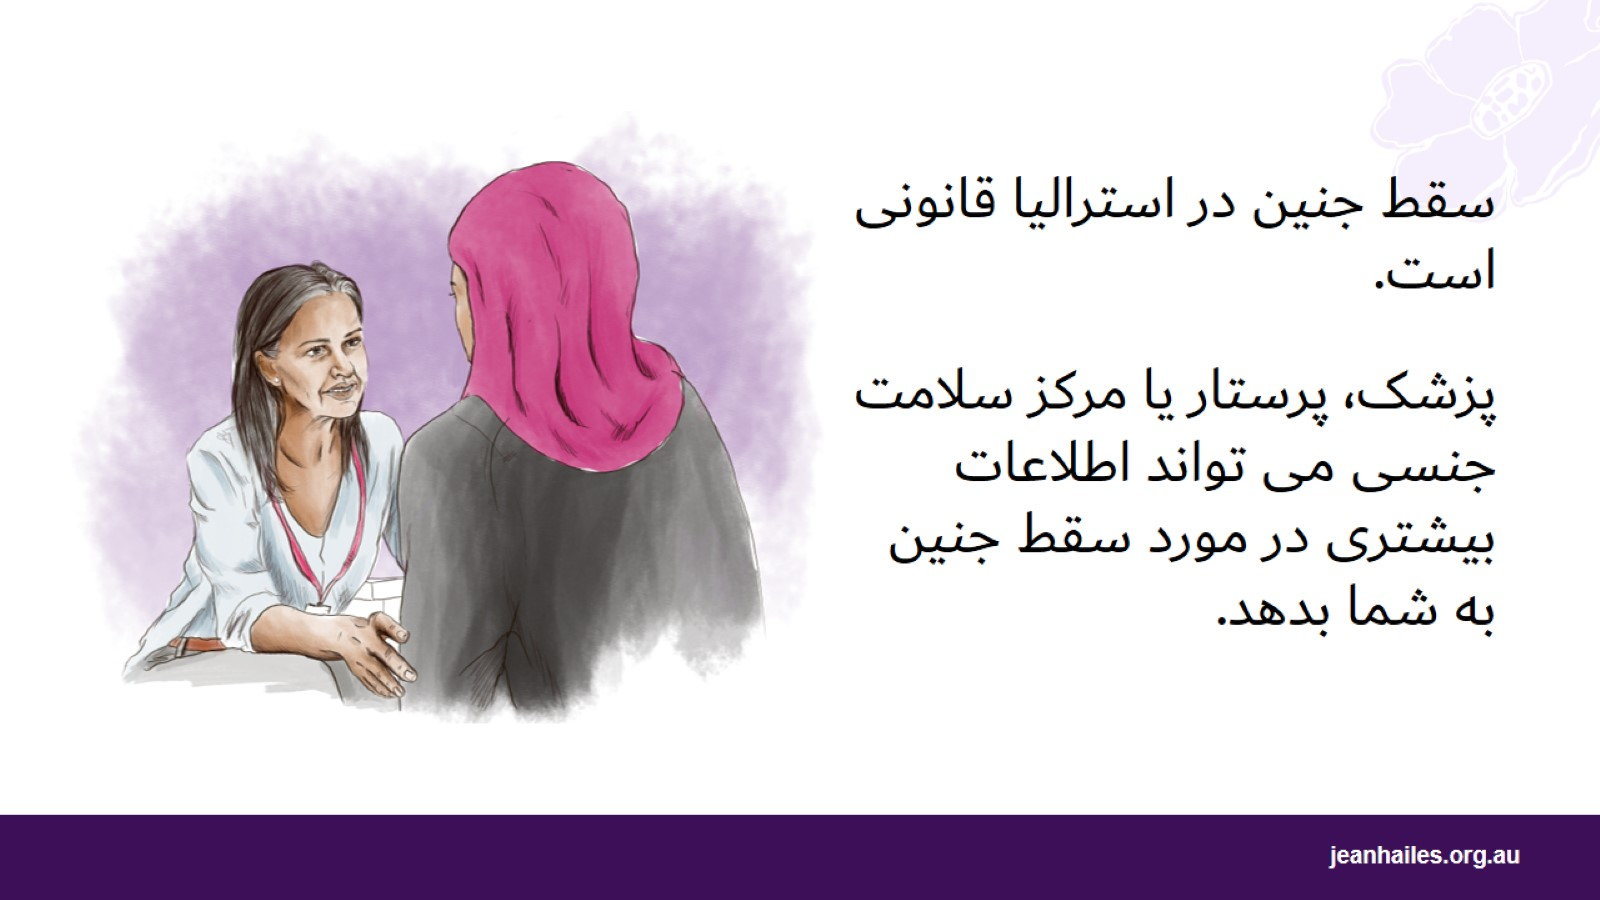 سقط جنین در استرالیا قانونی
است.
پزشک، پرستار یا مرکز سلامت
جنسی می تواند اطلاعات
بیشتری در مورد سقط جنین
به شما بدهد.
jeanhailes.org.au